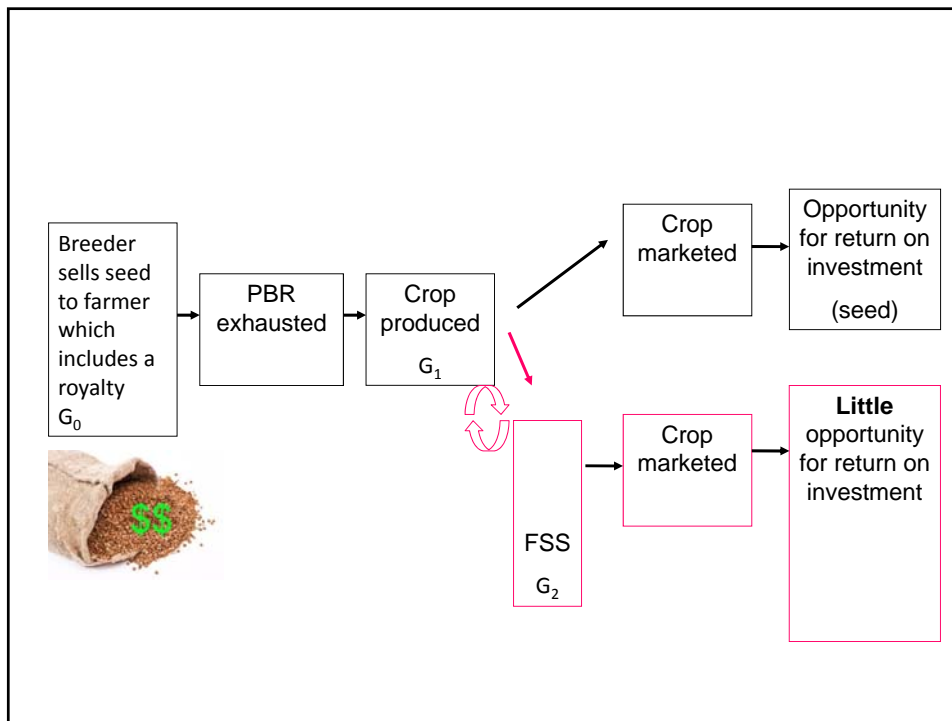 Breeder
sells seed
to farmer
which
includes a
royalty
G₀
PBR
exhausted
Crop
produced
G₁
Crop
marketed
Opportunity
for return on
investment
(seed)
$$
FSS
G₂
Crop
marketed
Little
opportunity
for return on
investment